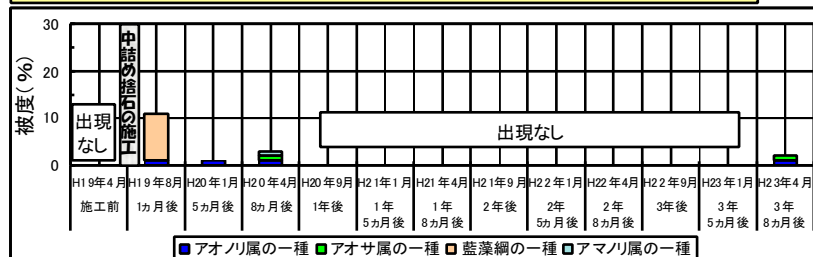 30
20
10
0
被度(%)
中詰め捨石の施工
出現
なし
出現なし
H19年4月 H19年8月 H20年1月 H20年4月 H20年9月 H21年1月 H21年4月 H21年9月 H22年1月 H22年4月 H22年9月 H23年1月 H23年4月
施工前 1ヵ月後 5ヵ月後 8ヵ月後 1年後 1年 1年 2年後 2年 2年 3年後 3年 3年
5ヵ月後 8ヵ月後 5ヵ月後 8ヵ月後 5ヵ月後 8ヵ月後
アオノリ属の一種 アオサ属の一種 藍藻綱の一種 アマノリ属の一種